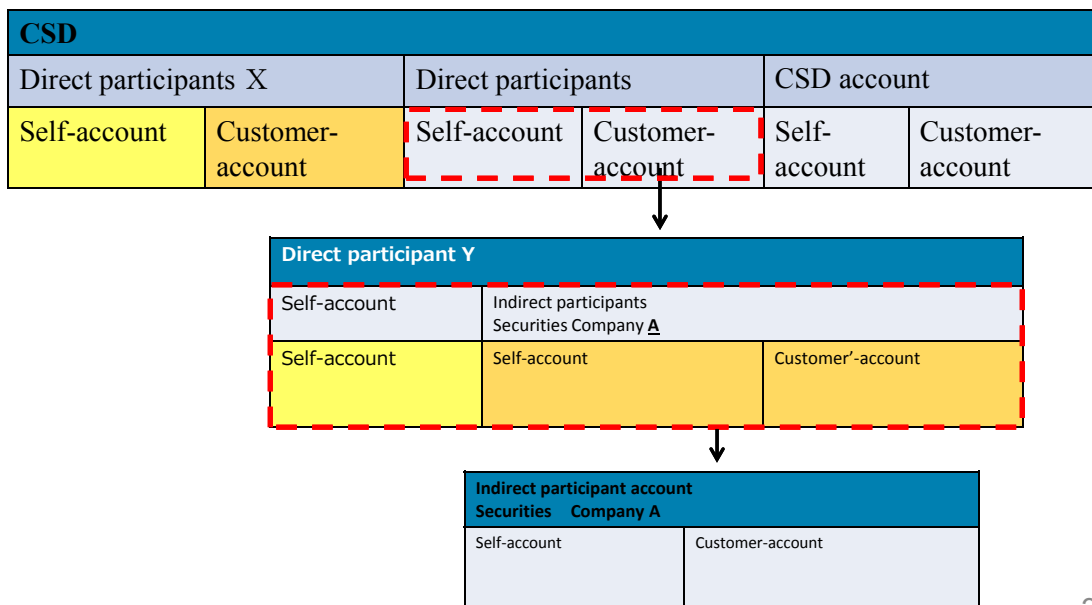 CSD
Direct participants X
Direct participants
CSD account
Self-account
Customer-
account
Self-account
Customer-
account
Self-
account
Customer-
account
Direct participant Y
Self-account
Indirect participants
Securities Company A
Self-account
Self-account
Customer'-account
Indirect participant account
Securities Company A
Self-account
Customer-account